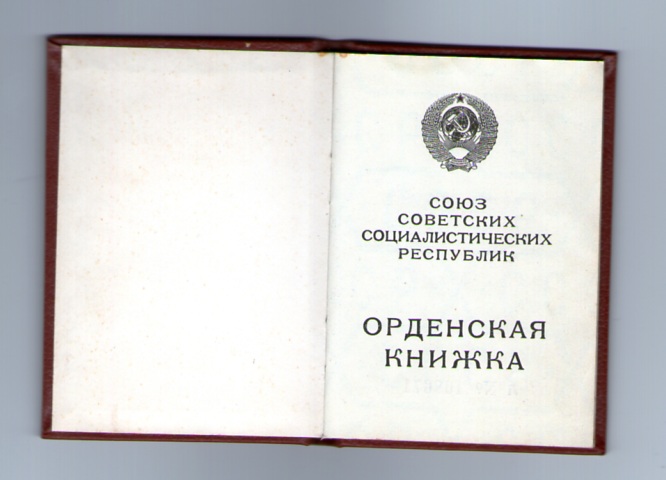 СОЮЗ
СОВЕТСКИХ
СОЦИАЛИСТИЧЕСКИХ
РЕСПУБЛИК
ОРДЕНСКАЯ
КНИЖКА